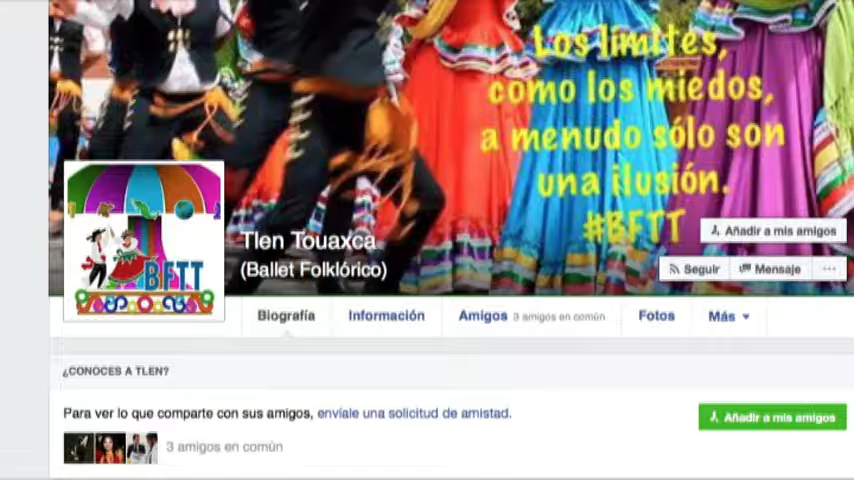 Los límites,
como los miedos,
a menudo sólo son
una ilusión.
#BFTT
Añadir a mis amigos
Tlen Touaxca
(Ballet Folklórico)
Seguir
Mensaje
BFTT
Biografía
Información
Amigos 3 amigos en común
Fotos
Más
¿CONOCES A TLEN?
Para ver lo que comparte con sus amigos, envíale una solicitud de amistad.
Añadir a mis amigos
3 amigos en común